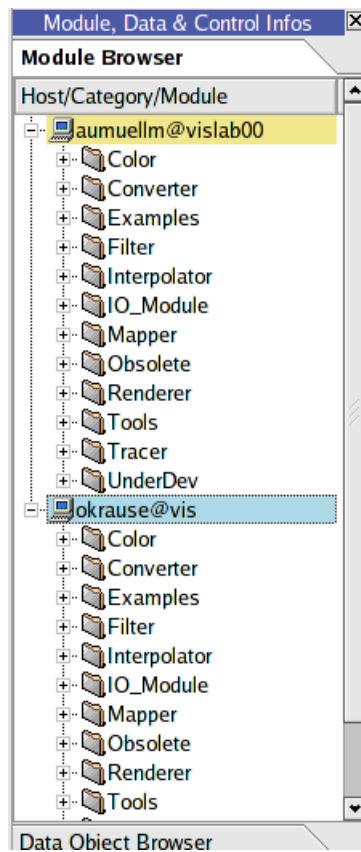 Module, Data & Control Infos
Module Browser
Host/Category/Module
aumuellm@vislab00
Color
Converter
Examples
Filter
Interpolator
IO_Module
Mapper
Obsolete
Renderer
Tools
Tracer
UnderDev
okrause@vis
Color
Converter
Examples
Filter
Interpolator
IO_Module
Mapper
Obsolete
Renderer
Tools
Data Object Browser